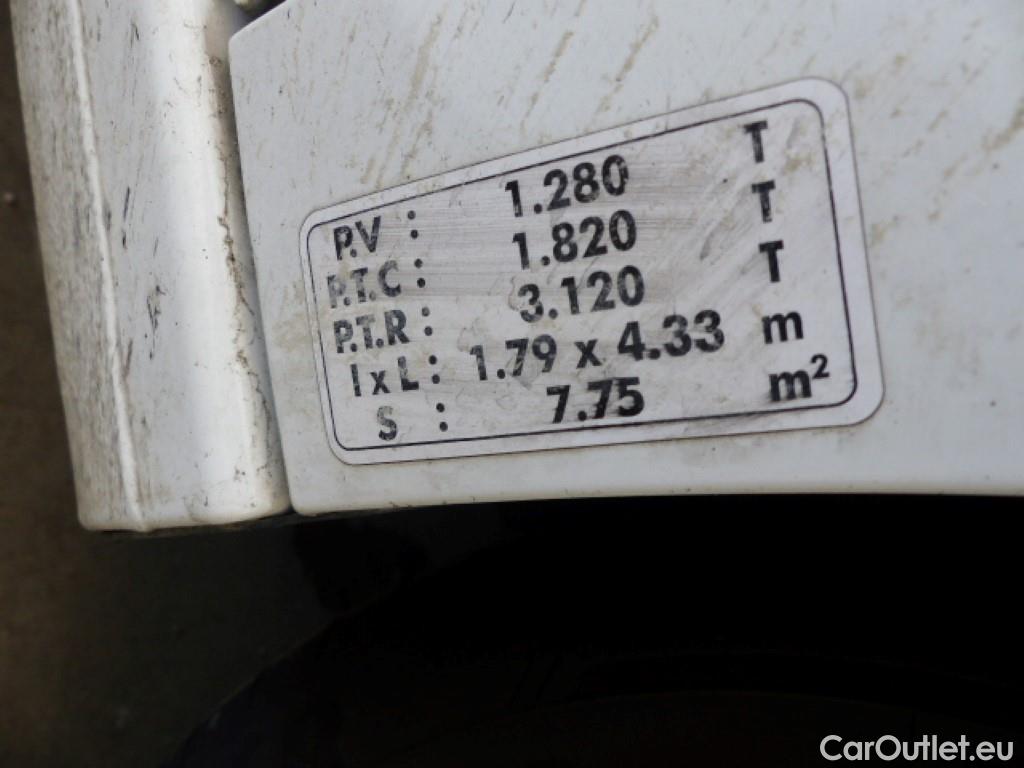 P.V : 1.280 T
P.T.C : 1.820 T
P.T.R : 3.120 T
l x L : 1.79 x 4.33 m
S : 7.75 m²
CarOutlet.eu